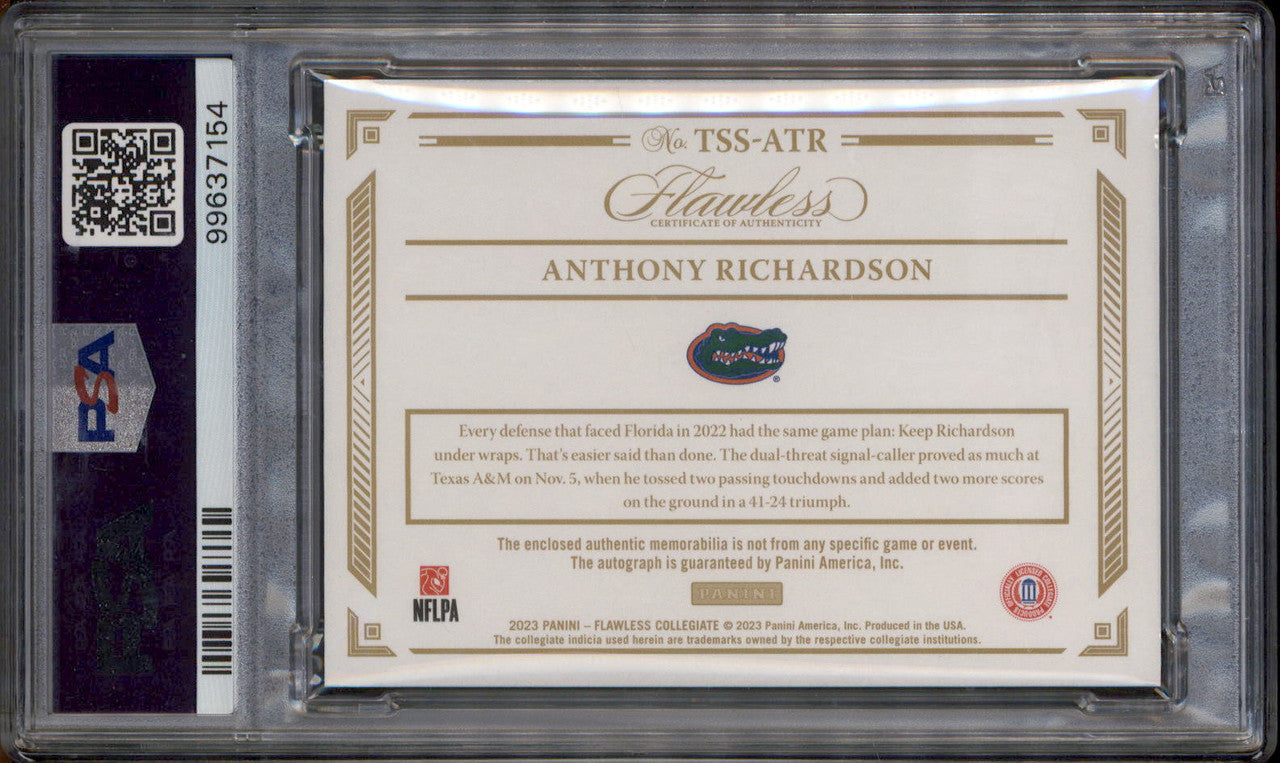 99637154
PSA
No. TSS-ATR
Flawless
CERTIFICATE OF AUTHENTICITY
ANTHONY RICHARDSON
®
Every defense that faced Florida in 2022 had the same game plan: Keep Richardson
under wraps. That's easier said than done. The dual-threat signal-caller proved as much at
Texas A&M on Nov. 5, when he tossed two passing touchdowns and added two more scores
on the ground in a 41-24 triumph.
The enclosed authentic memorabilia is not from any specific game or event.
The autograph is guaranteed by Panini America, Inc.
PANINI
NFLPA
2023 PANINI – FLAWLESS COLLEGIATE © 2023 Panini America, Inc. Produced in the USA.
The collegiate indicia used herein are trademarks owned by the respective collegiate institutions.